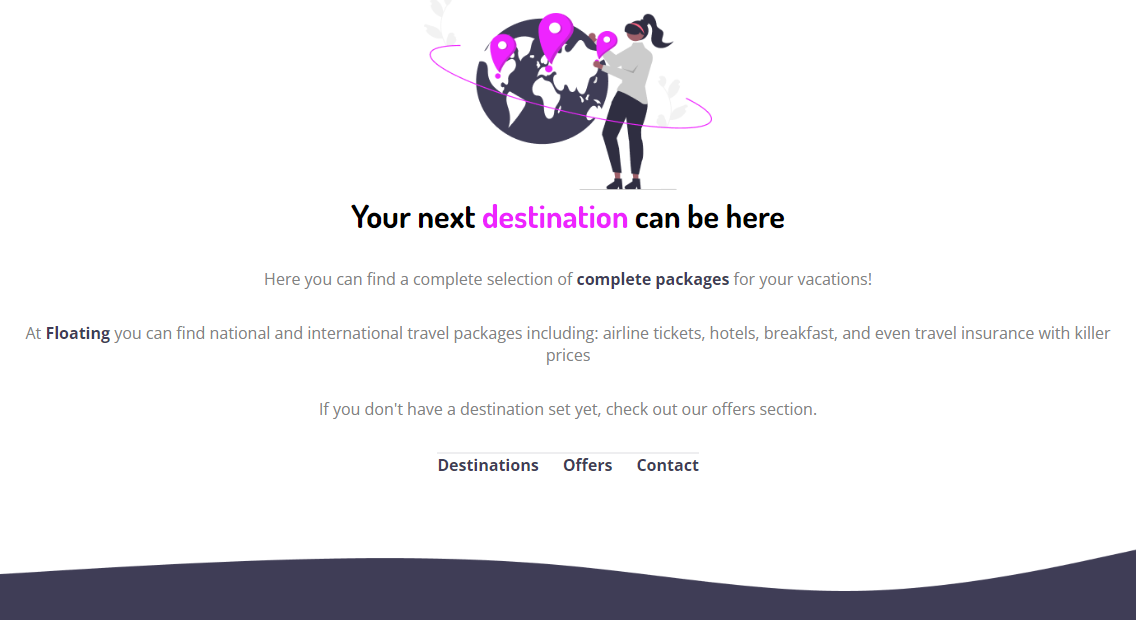 Your next destination can be here
Here you can find a complete selection of complete packages for your vacations!
At Floating you can find national and international travel packages including: airline tickets, hotels, breakfast, and even travel insurance with killer
prices
If you don't have a destination set yet, check out our offers section.
Destinations Offers Contact